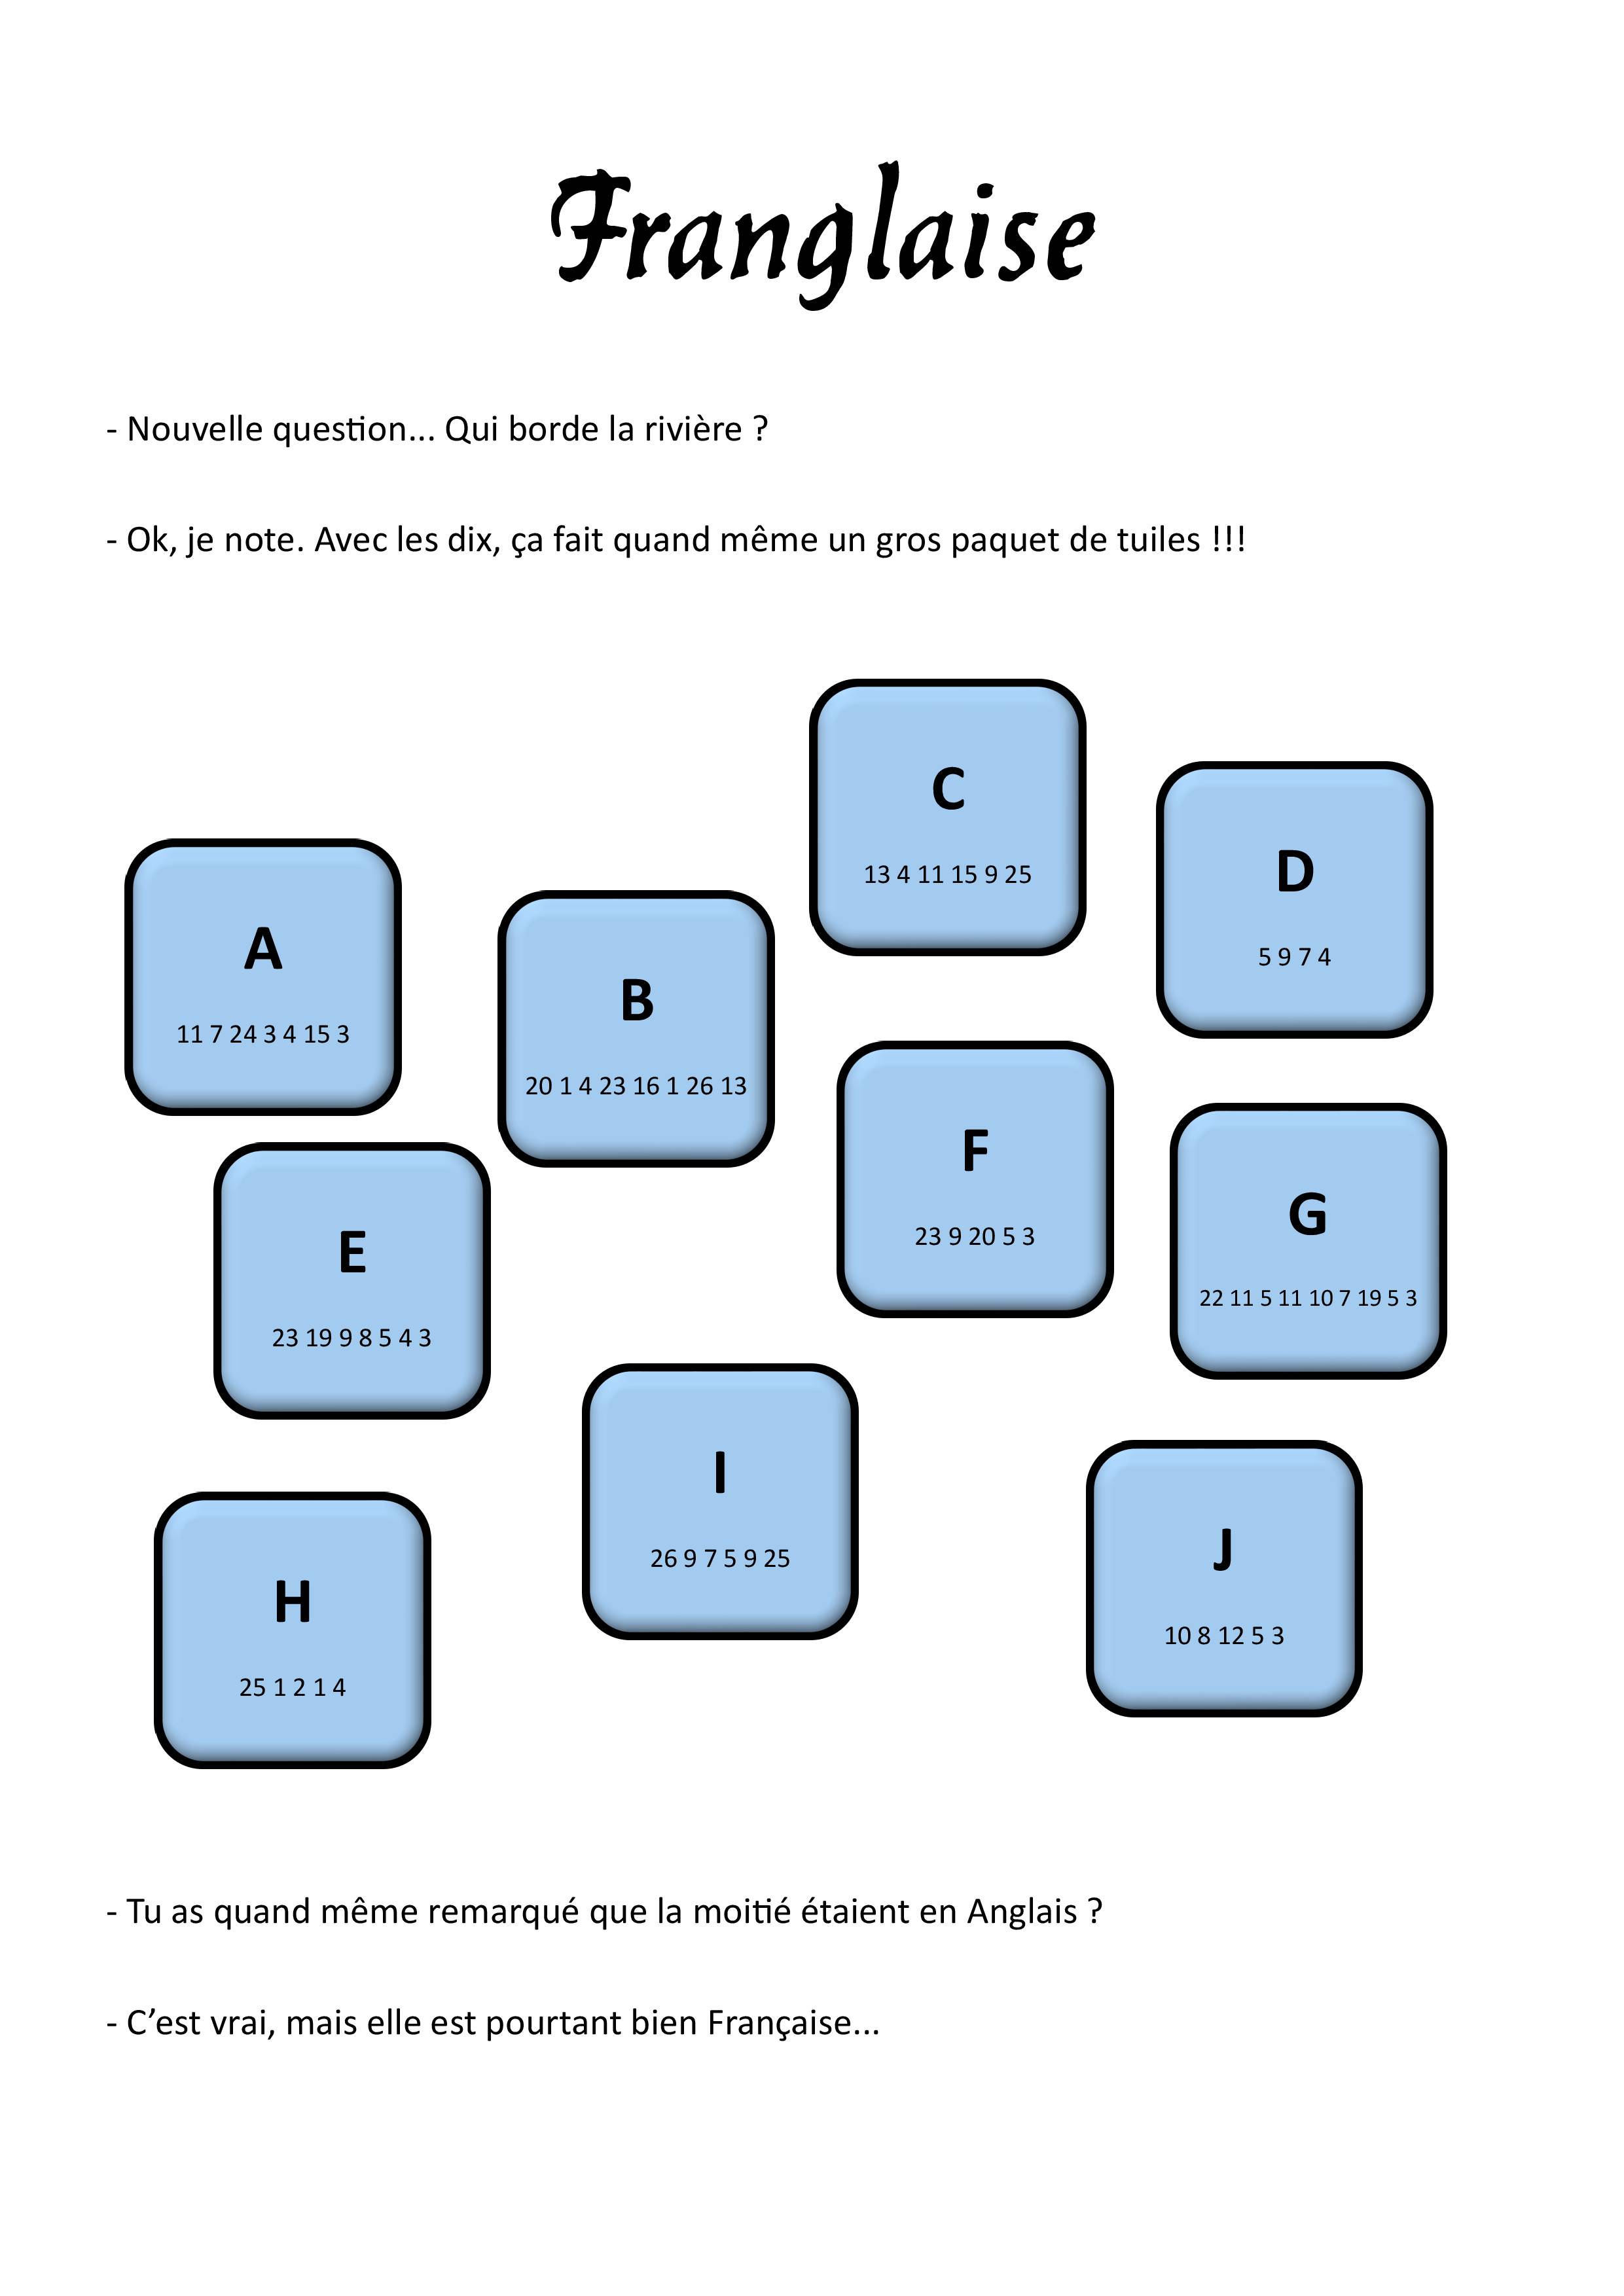 Franglaise
- Nouvelle question... Qui borde la rivière ?
- Ok, je note. Avec les dix, ça fait quand même un gros paquet de tuiles !!!
A
11 7 24 3 4 15 3
B
20 1 4 23 16 1 26 13
C
13 4 11 15 9 25
D
5 9 7 4
E
23 19 9 8 5 4 3
F
23 9 20 5 3
G
22 11 5 11 10 7 19 5 3
H
25 1 2 1 4
I
26 9 7 5 9 25
J
10 8 12 5 3
- Tu as quand même remarqué que la moitié étaient en Anglais ?
- C’est vrai, mais elle est pourtant bien Française...